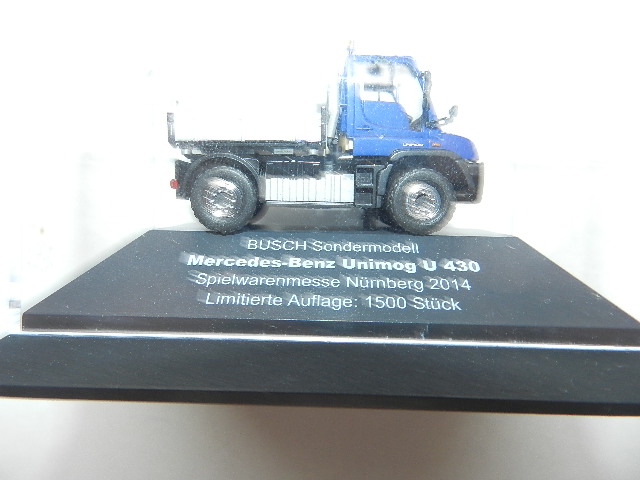 BUSCH Sondermodell
Mercedes-Benz Unimog U 430
Spielwarenmesse Nürnberg 2014
Limitierte Auflage: 1500 Stück